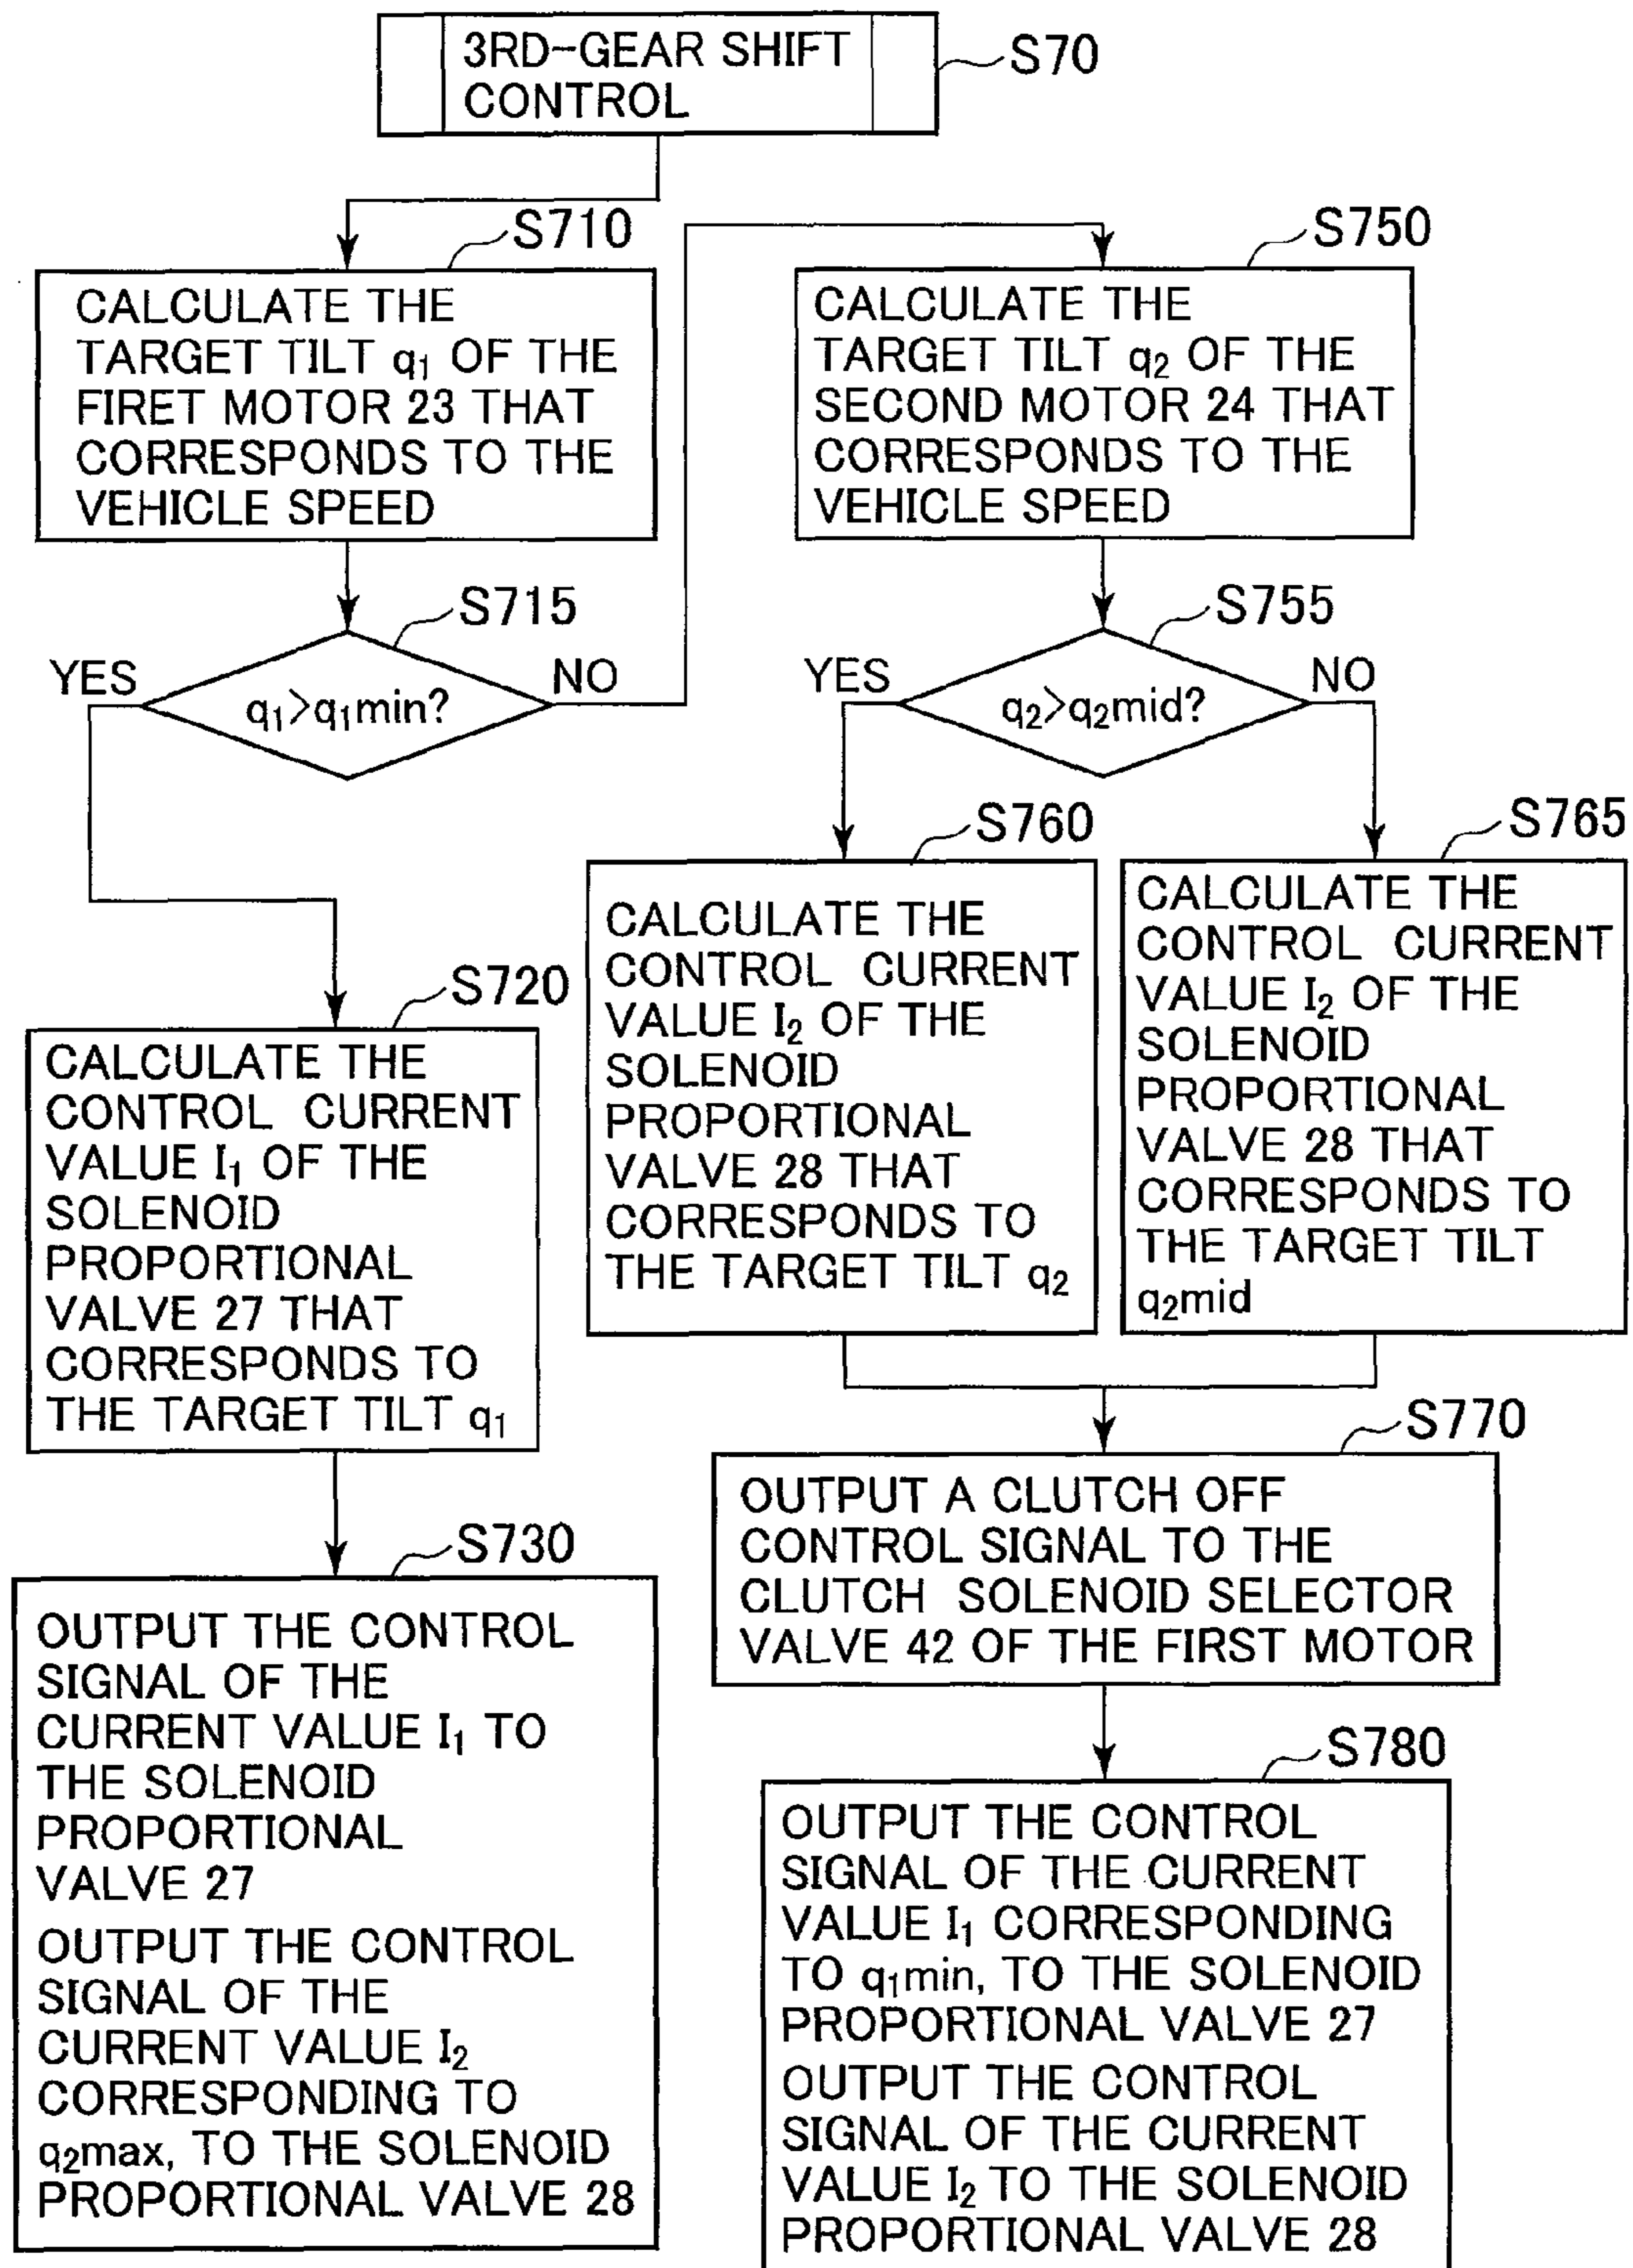 3RD-GEAR SHIFT
CONTROL
S70
S710
CALCULATE THE
TARGET TILT q1 OF THE
FIRET MOTOR 23 THAT
CORRESPONDS TO THE
VEHICLE SPEED
S715
YES
q1>q1min?
NO
S720
CALCULATE THE
CONTROL CURRENT
VALUE I1 OF THE
SOLENOID
PROPORTIONAL
VALVE 27 THAT
CORRESPONDS TO
THE TARGET TILT q1
S730
OUTPUT THE CONTROL
SIGNAL OF THE
CURRENT VALUE I1 TO
THE SOLENOID
PROPORTIONAL
VALVE 27
OUTPUT THE CONTROL
SIGNAL OF THE
CURRENT VALUE I2
CORRESPONDING TO
q2max, TO THE SOLENOID
PROPORTIONAL VALVE 28
S750
CALCULATE THE
TARGET TILT q2 OF THE
SECOND MOTOR 24 THAT
CORRESPONDS TO THE
VEHICLE SPEED
S755
YES
q2>q2mid?
NO
S760
CALCULATE THE
CONTROL CURRENT
VALUE I2 OF THE
SOLENOID
PROPORTIONAL
VALVE 28 THAT
CORRESPONDS TO
THE TARGET TILT q2
S765
CALCULATE THE
CONTROL CURRENT
VALUE I2 OF THE
SOLENOID
PROPORTIONAL
VALVE 28 THAT
CORRESPONDS TO
THE TARGET TILT
q2mid
S770
OUTPUT A CLUTCH OFF
CONTROL SIGNAL TO THE
CLUTCH SOLENOID SELECTOR
VALVE 42 OF THE FIRST MOTOR
S780
OUTPUT THE CONTROL
SIGNAL OF THE CURRENT
VALUE I1 CORRESPONDING
TO q1min, TO THE SOLENOID
PROPORTIONAL VALVE 27
OUTPUT THE CONTROL
SIGNAL OF THE CURRENT
VALUE I2 TO THE SOLENOID
PROPORTIONAL VALVE 28